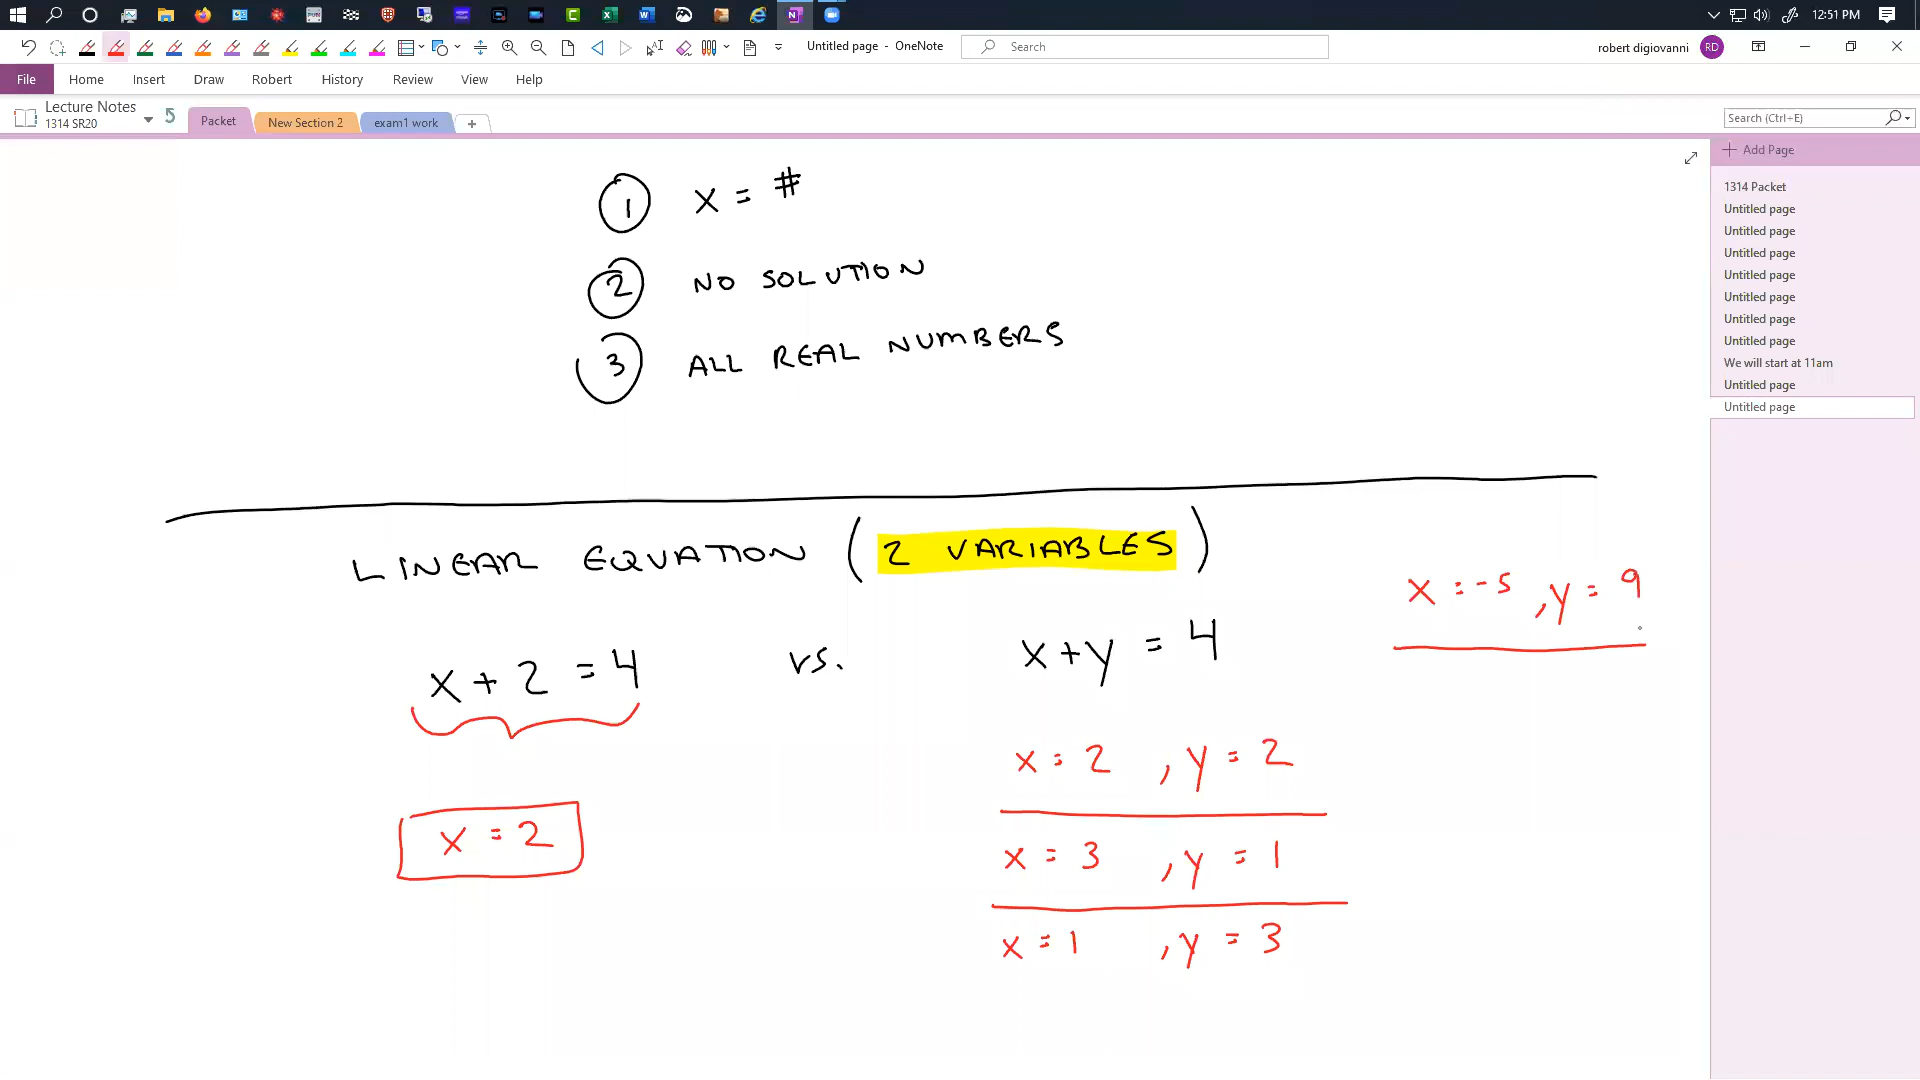 12:51 PM
Untitled page - OneNote
Search
robert digiovanni
RD
File Home Insert Draw Robert History Review View Help
Lecture Notes
1314 SR20
Packet New Section 2 exam1 work
Search (Ctrl+E)
Add Page
1314 Packet
Untitled page
Untitled page
Untitled page
Untitled page
Untitled page
Untitled page
Untitled page
We will start at 11am
Untitled page
Untitled page
1 x = #
2 NO SOLUTION
3 ALL REAL NUMBERS
LINEAR EQUATION (2 VARIABLES)
x = -5 , y = 9
x + 2 = 4 vs. x + y = 4
x = 2 , y = 2
x = 2
x = 3 , y = 1
x = 1 , y = 3